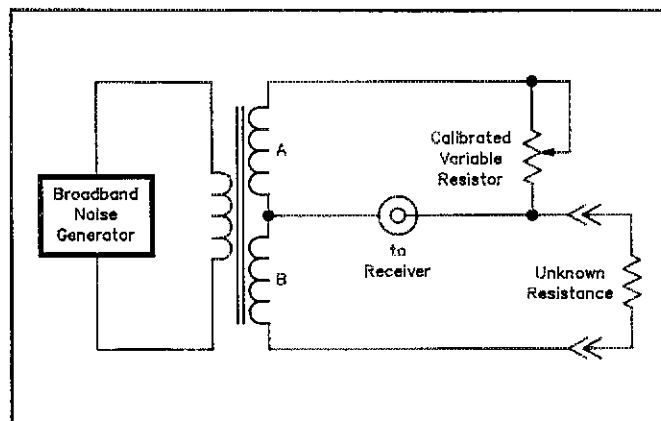 Broadband
Noise
Generator
A
B
to
Receiver
Calibrated
Variable
Resistor
Unknown
Resistance